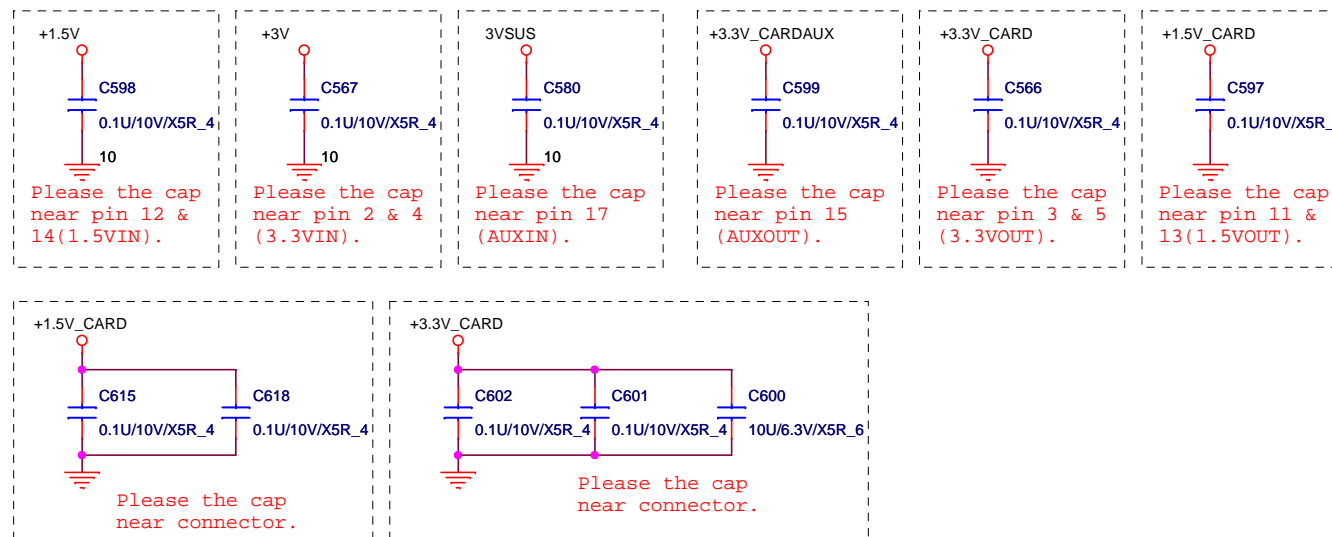 +1.5V
C598
0.1U/10V/X5R_4
10
Please the cap
near pin 12 &
14(1.5VIN).
+3V
C567
0.1U/10V/X5R_4
10
Please the cap
near pin 2 & 4
(3.3VIN).
3VSUS
C580
0.1U/10V/X5R_4
10
Please the cap
near pin 17
(AUXIN).
+3.3V_CARDAUX
C599
0.1U/10V/X5R_4
Please the cap
near pin 15
(AUXOUT).
+3.3V_CARD
C566
0.1U/10V/X5R_4
Please the cap
near pin 3 & 5
(3.3VOUT).
+1.5V_CARD
C597
0.1U/10V/X5R_
Please the cap
near pin 11 &
13(1.5VOUT).
+1.5V_CARD
C615
0.1U/10V/X5R_4
C618
0.1U/10V/X5R_4
Please the cap
near connector.
+3.3V_CARD
C602
0.1U/10V/X5R_4
C601
0.1U/10V/X5R_4
C600
10U/6.3V/X5R_6
Please the cap
near connector.